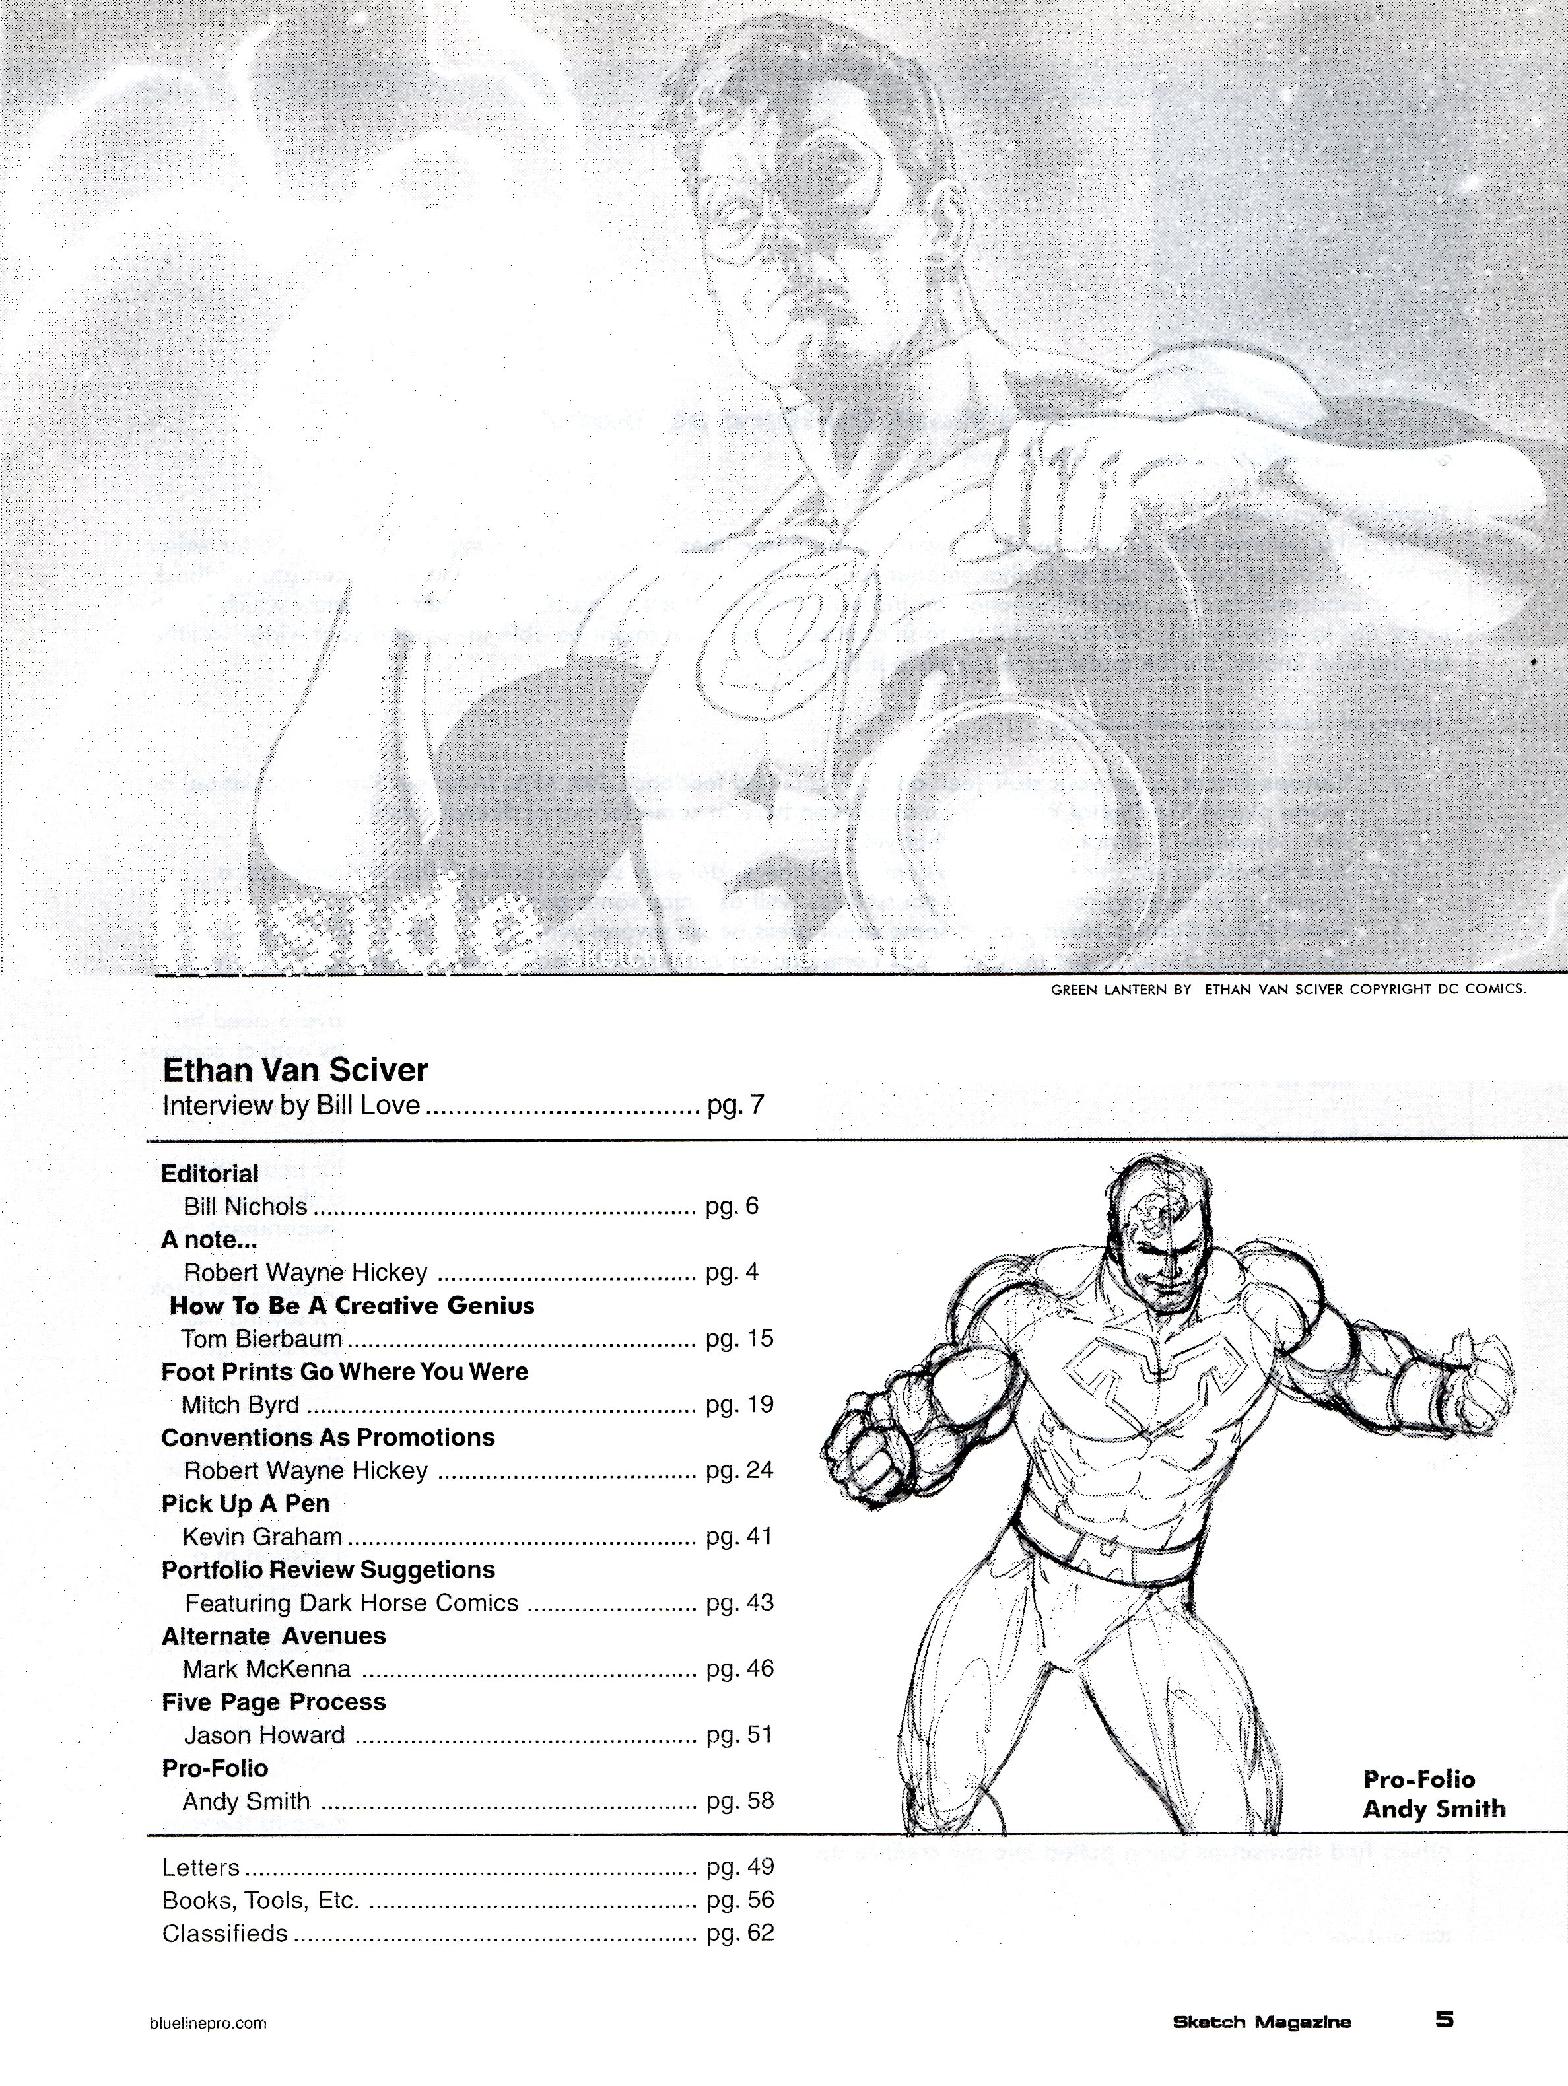 inside
GREEN LANTERN BY ETHAN VAN SCIVER COPYRIGHT DC COMICS.
Ethan Van Sciver
Interview by Bill Love .................................... pg. 7
Editorial
Bill Nichols ........................................................ pg. 6
A note...
Robert Wayne Hickey ...................................... pg. 4
How To Be A Creative Genius
Tom Bierbaum ................................................... pg. 15
Foot Prints Go Where You Were
Mitch Byrd ......................................................... pg. 19
Conventions As Promotions
Robert Wayne Hickey ...................................... pg. 24
Pick Up A Pen
Kevin Graham ................................................... pg. 41
Portfolio Review Suggetions
Featuring Dark Horse Comics ......................... pg. 43
Alternate Avenues
Mark McKenna ................................................. pg. 46
Five Page Process
Jason Howard .................................................. pg. 51
Pro-Folio
Andy Smith ....................................................... pg. 58
Pro-Folio
Andy Smith
Letters .................................................................. pg. 49
Books, Tools, Etc. ................................................ pg. 56
Classifieds ........................................................... pg. 62
bluelinepro.com
Sketch Magazine 5